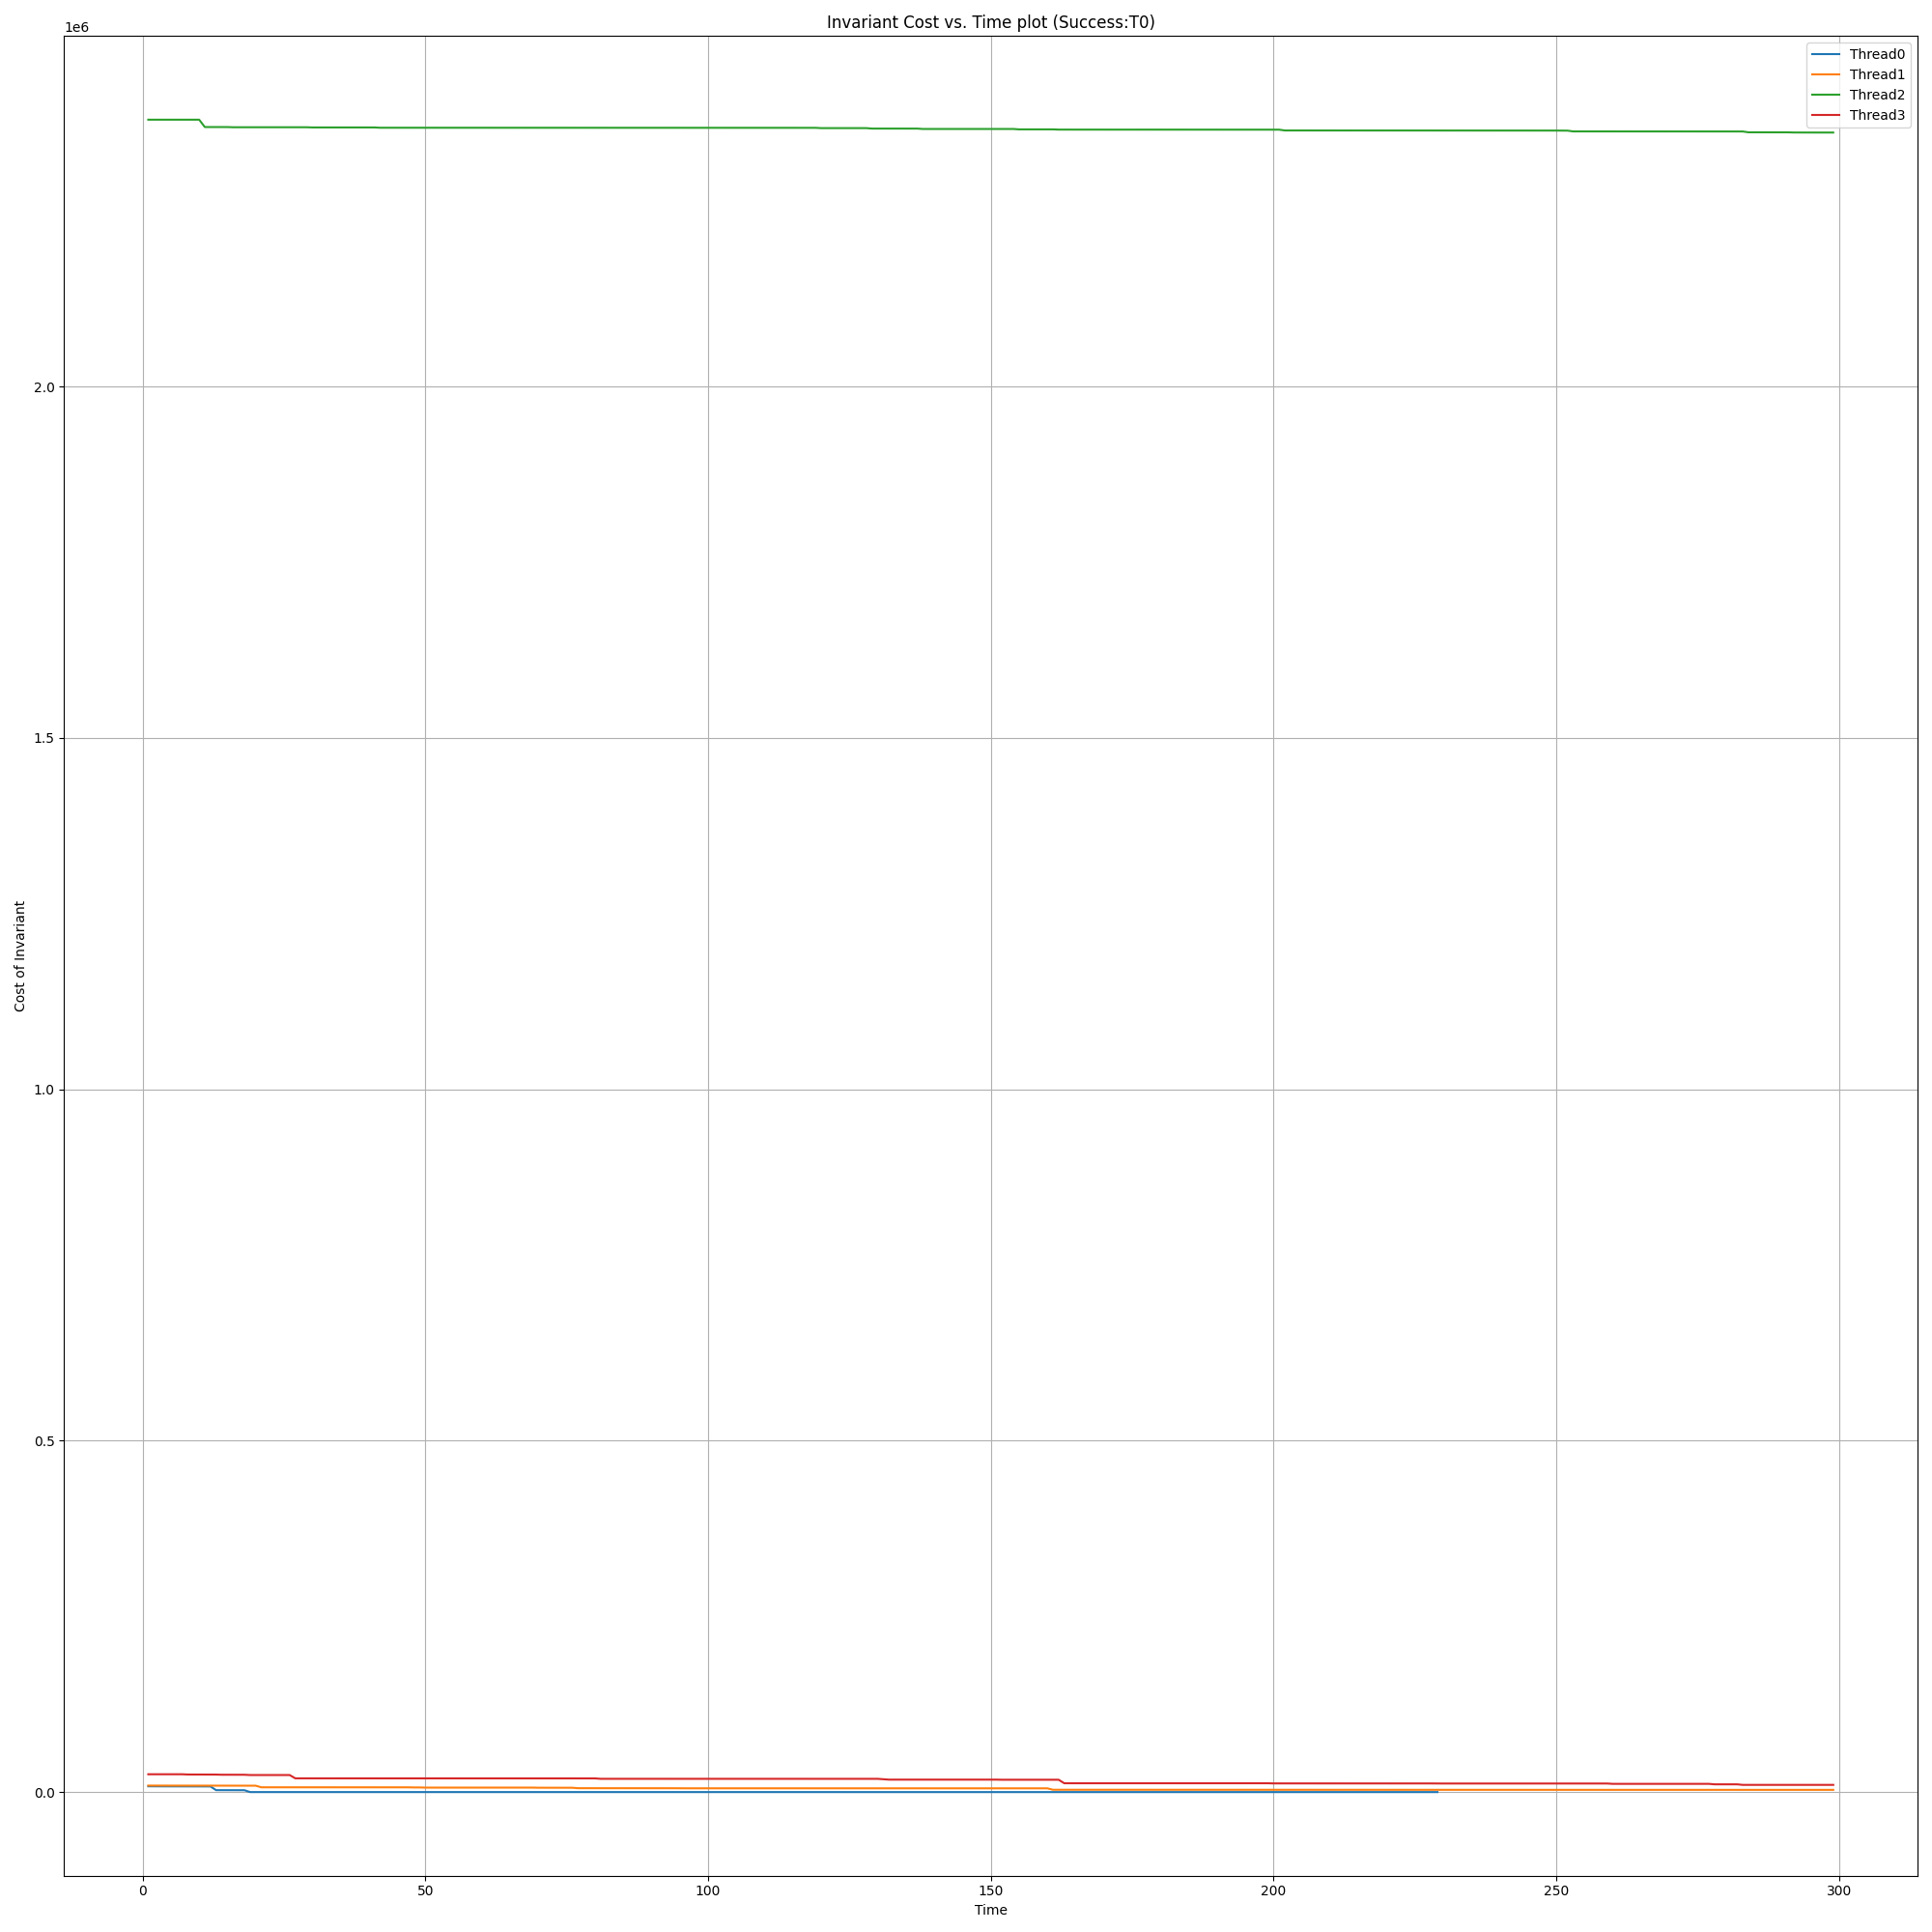 Invariant Cost vs. Time plot (Success:T0)
1e6
Thread0
Thread1
Thread2
Thread3
2.0
1.5
1.0
0.5
0.0
Cost of Invariant
0 50 100 150 200 250 300
Time